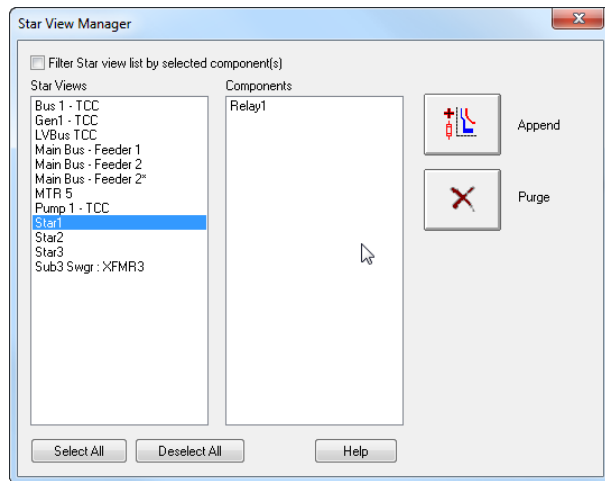 Star View Manager
Filter Star view list by selected component(s)
Star Views
Components
Bus 1 - TCC
Gen1 - TCC
LVBus TCC
Main Bus - Feeder 1
Main Bus - Feeder 2
Main Bus - Feeder 2*
MTR 5
Pump 1 - TCC
Star1
Star2
Star3
Sub3 Swgr : XFMR3
Relay1
Append
Purge
Select All
Deselect All
Help